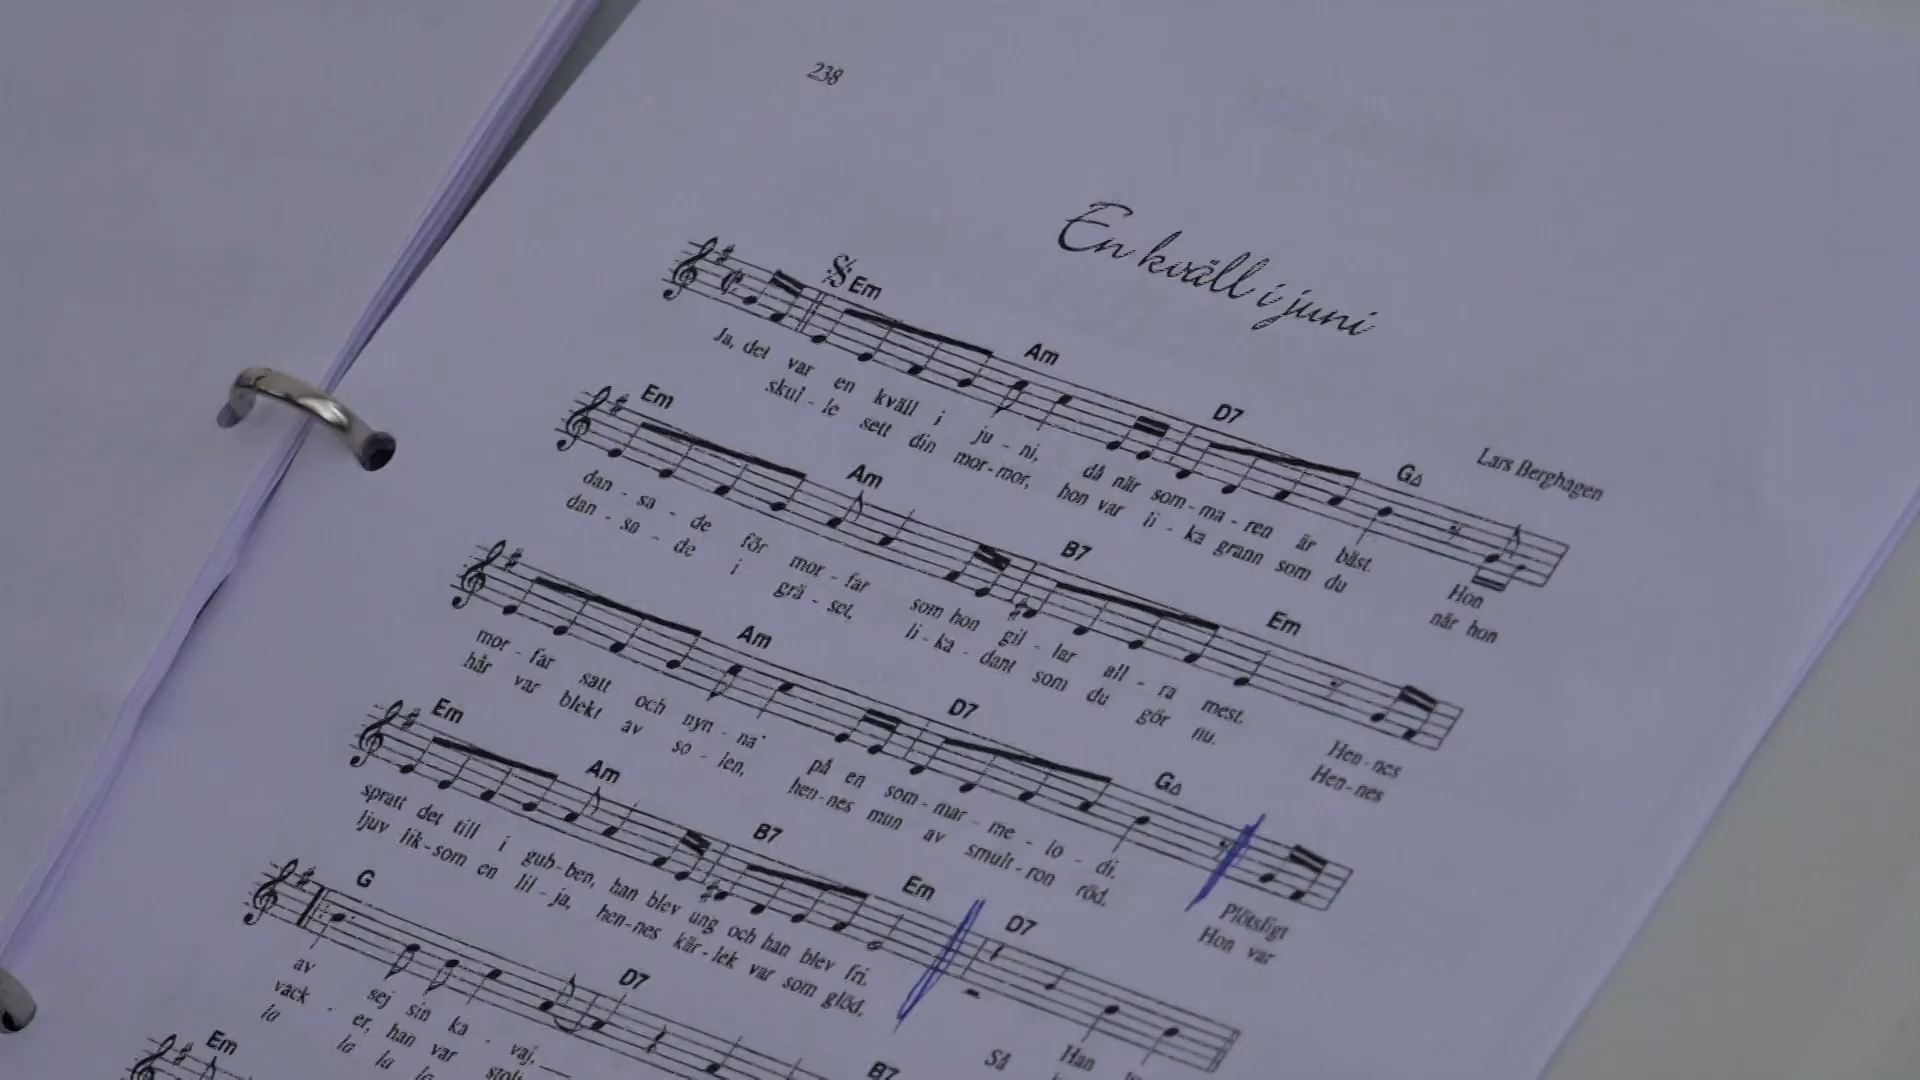 238
En kväll i juni
Lars Berghagen
Em Am D7 G△
Ja, det var en kväll i ju - ni, då när som - ma - ren är bäst. Hon
skul - le sett din mor - mor, hon var li - ka grann som du når hon
Em Am B7 Em
dan - sa - de för mor - far som hon gil - lar all - ra mest. Hen - nes
dan - sa - de i grä - set, li - ka - dant som du gör nu. Hen - nes
Am D7 G△
mor - far satt och nyn - na' på en som - mar - me - lo - di. Plötsligt
hår var blekt av so - len, hen - nes mun av smult - ron röd. Hon var
Em Am B7 Em D7
spratt det till i gub - ben, han blev ung och han blev fri. Så Han
ljuv lik - som en lil - ja, hen - nes kär - lek var som glöd.
G D7 B7
av sej sin ka - vaj,
vack - er, han var stolt
la la la la
Em